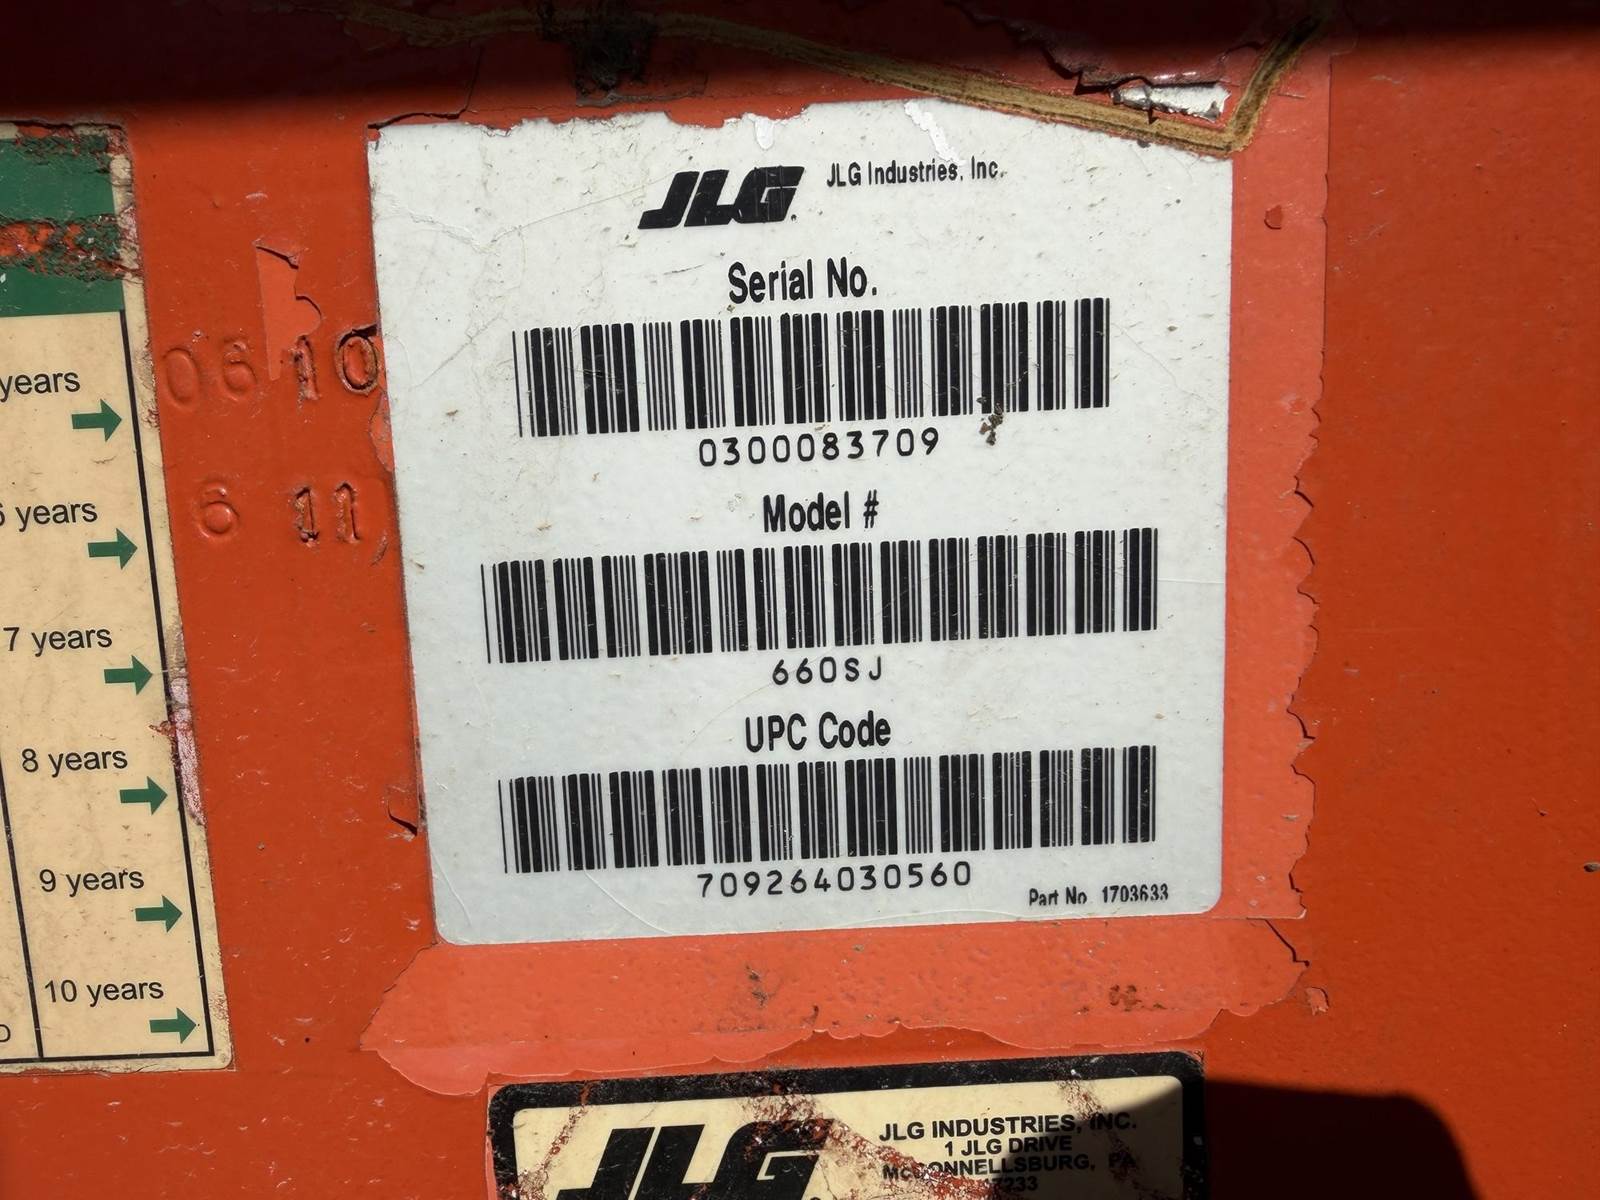 JLG JLG Industries, Inc.
Serial No.
0300083709
Model #
660SJ
UPC Code
709264030560
Part No 1703633
years
06 10
6 years
6 11
7 years
8 years
9 years
10 years
JLG
JLG INDUSTRIES, INC.
1 JLG DRIVE
McCONNELLSBURG, PA